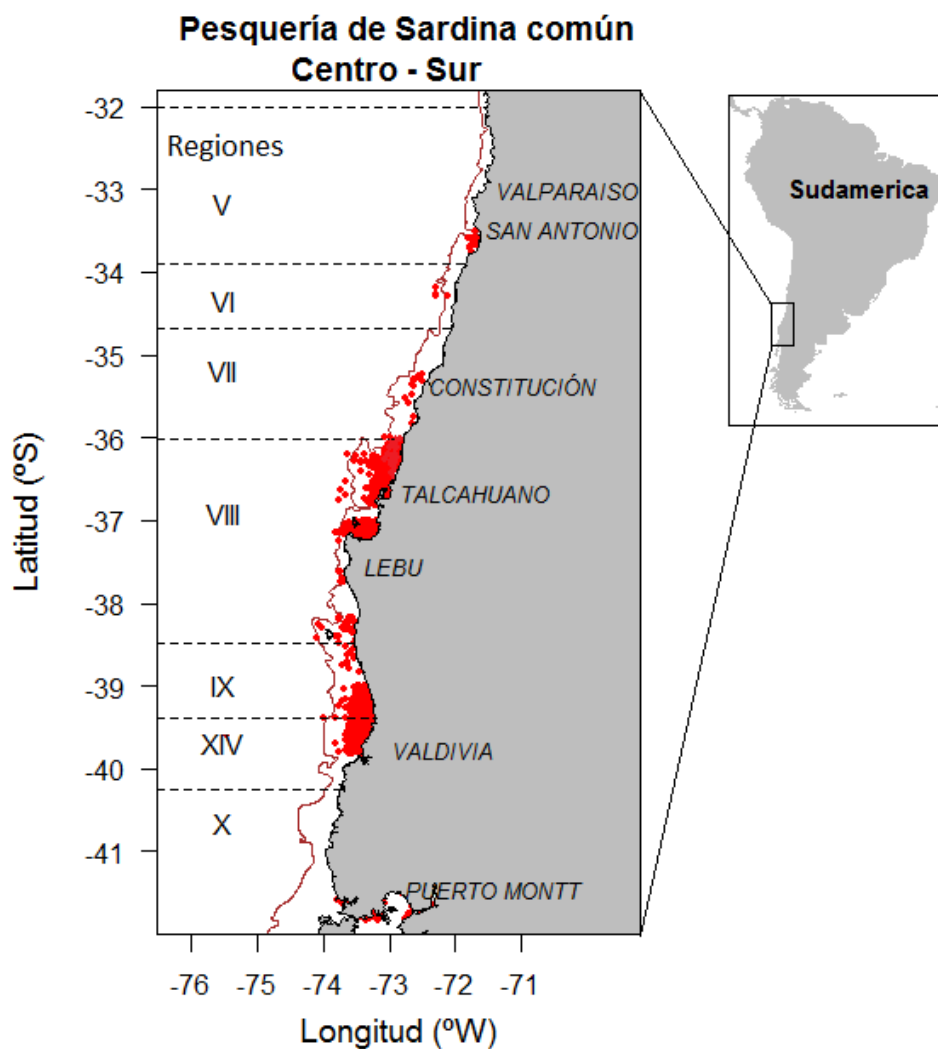 Pesquería de Sardina común
Centro - Sur
-32
Regiones
-33
V
VALPARAISO
SAN ANTONIO
-34
VI
-35
VII
CONSTITUCIÓN
-36
TALCAHUANO
VIII
-37
LEBU
-38
-39
IX
XIV
VALDIVIA
-40
X
-41
PUERTO MONTT
-76
-75
-74
-73
-72
-71
Latitud (ºS)
Longitud (ºW)
Sudamerica